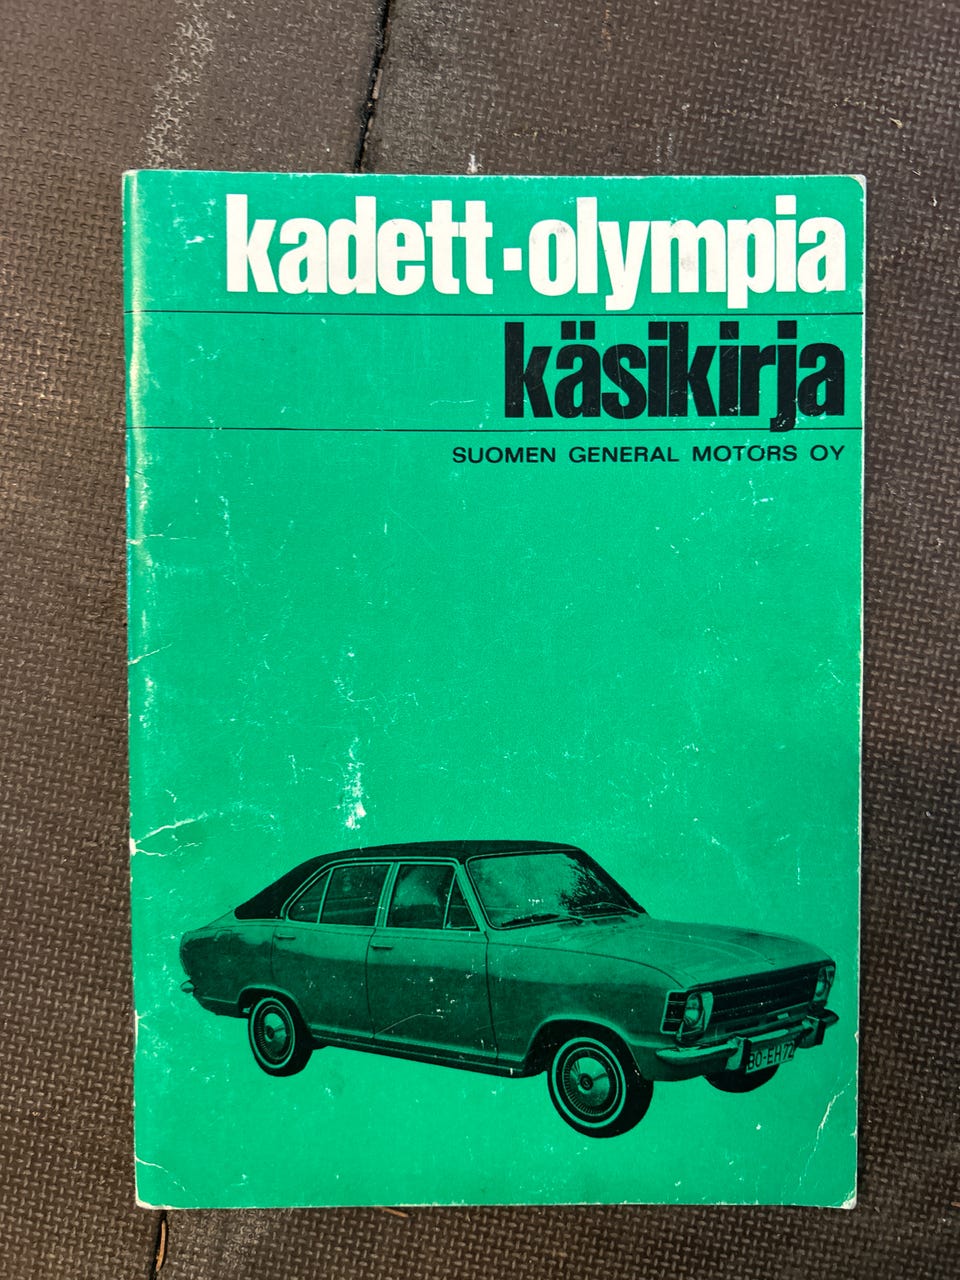 kadett·olympia
käsikirja
SUOMEN GENERAL MOTORS OY
BO-EH72